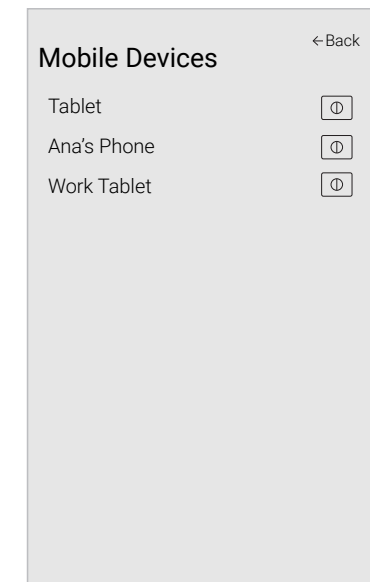 ←Back
Mobile Devices
Tablet
Ana’s Phone
Work Tablet